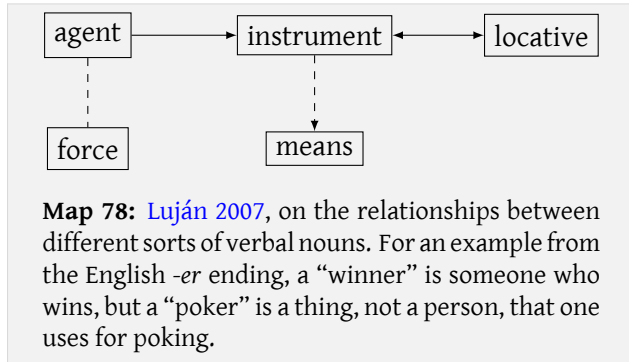 agent instrument locative
force means
Map 78: Luján 2007, on the relationships between
different sorts of verbal nouns. For an example from
the English -er ending, a “winner” is someone who
wins, but a “poker” is a thing, not a person, that one
uses for poking.